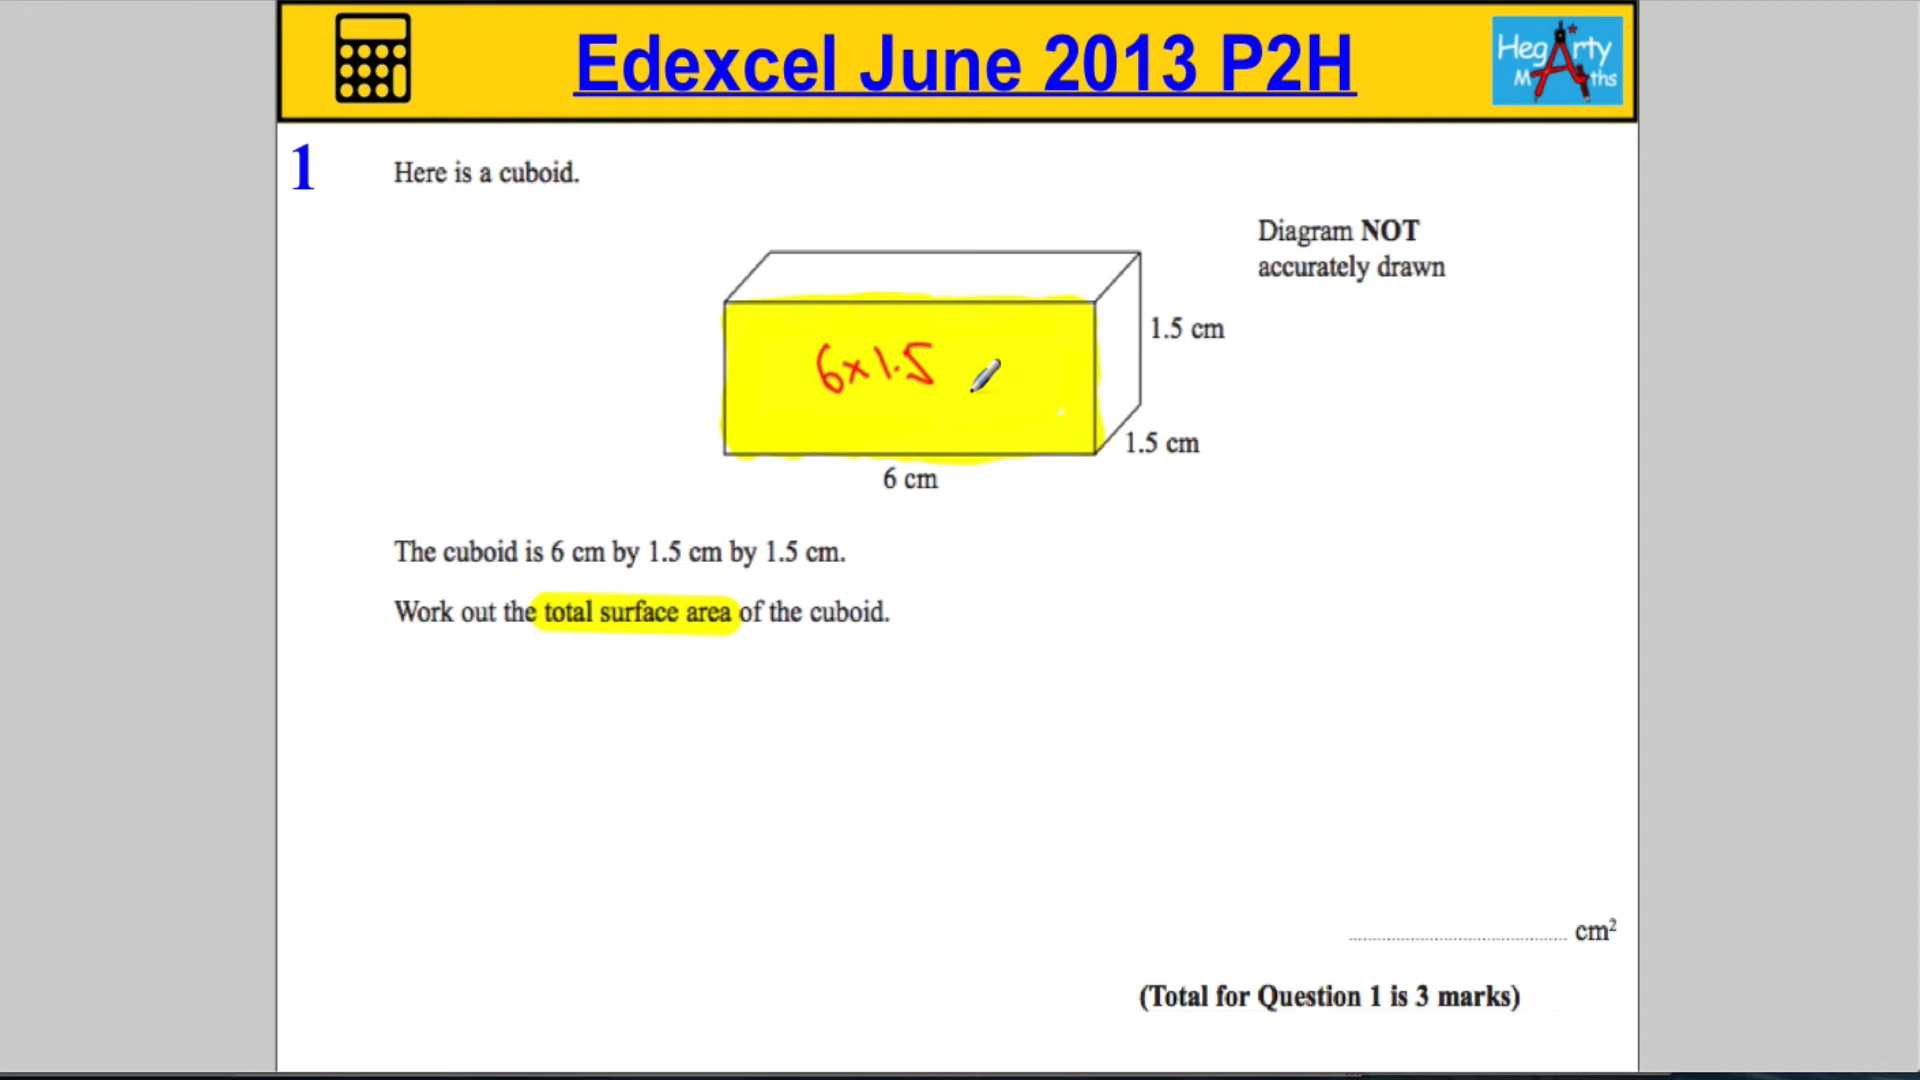 Edexcel June 2013 P2H
Hegarty
Maths
1
Here is a cuboid.
Diagram NOT
accurately drawn
6×1.5
1.5 cm
1.5 cm
6 cm
The cuboid is 6 cm by 1.5 cm by 1.5 cm.
Work out the total surface area of the cuboid.
cm²
(Total for Question 1 is 3 marks)